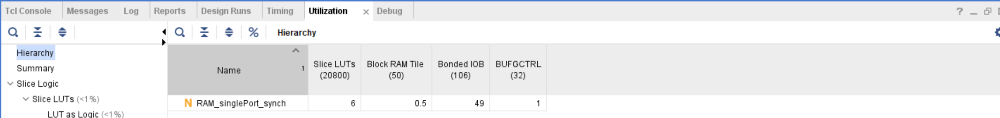 Tcl Console Messages Log Reports Design Runs Timing Utilization × Debug ? _
% Hierarchy
Hierarchy
Summary
Slice Logic
Slice LUTs (<1%)
LUT as Logic (<1%)
Name 1 Slice LUTs (20800) Block RAM Tile (50) Bonded IOB (106) BUFGCTRL (32)
N RAM_singlePort_synch 6 0.5 49 1